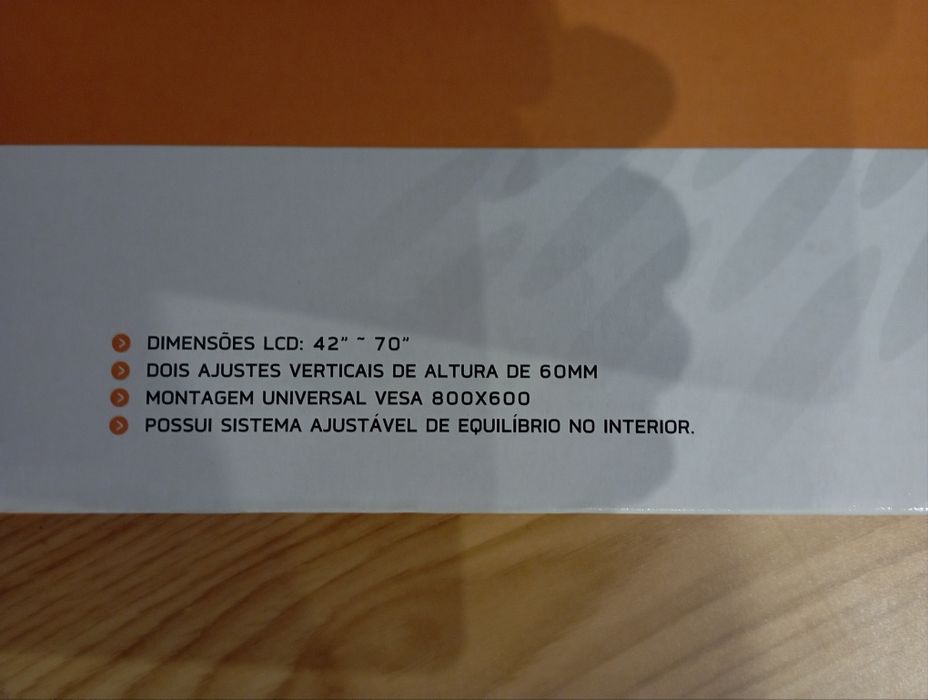 DIMENSÕES LCD: 42” ~ 70”
DOIS AJUSTES VERTICAIS DE ALTURA DE 60MM
MONTAGEM UNIVERSAL VESA 800X600
POSSUI SISTEMA AJUSTÁVEL DE EQUILÍBRIO NO INTERIOR.